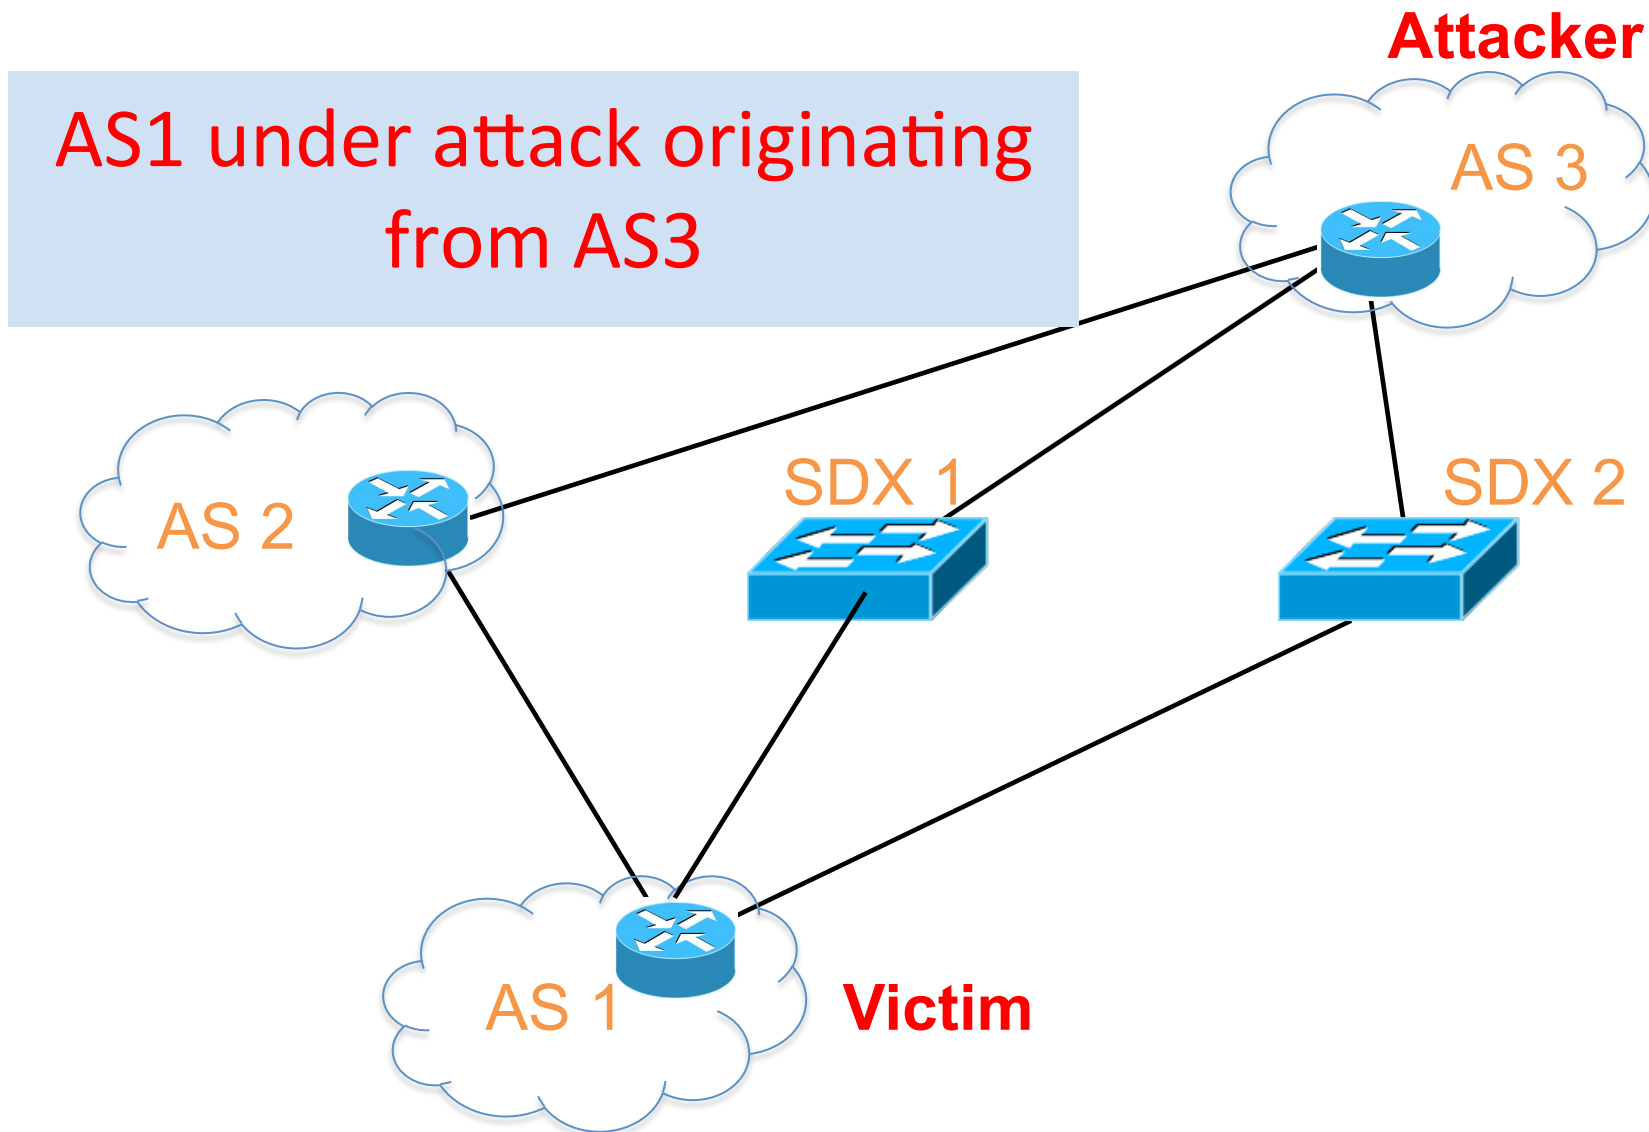 Attacker
AS1 under attack originating
from AS3
AS 3
SDX 1
SDX 2
AS 2
AS 1
Victim